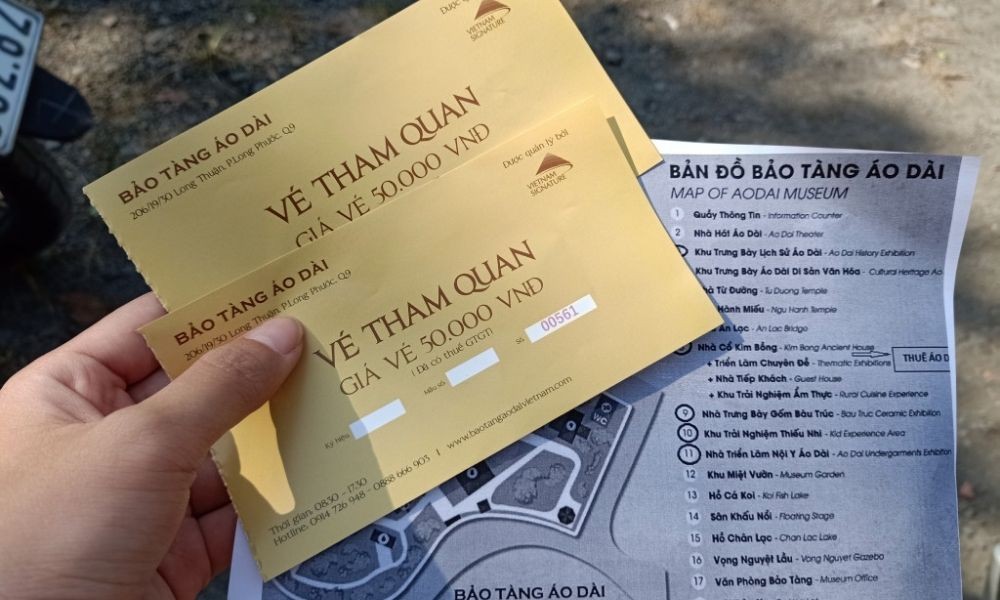 BẢO TÀNG ÁO DÀI
206/19/30 Long Thuận P.Long Phước, Q9
Được quản
VIETNAM
SIGNATURE
VÉ THAM QUAN
GIÁ VÉ 50.000 VNĐ
BẢO TÀNG ÁO DÀI
206/19/30 Long Thuận P.Long Phước, Q9
Được quản lý bởi
VIETNAM
SIGNATURE
VÉ THAM QUAN
GIÁ VÉ 50.000 VNĐ
( Đã có thuế GTGT)
Ký hiệu
Mẫu số
Số
00561
Thời gian: 08:30 - 17:30
Hotline: 0914 726 948 - 0888 666 903 I www.baotangaodaivietnam.com
BẢN ĐỒ BẢO TÀNG ÁO DÀI
MAP OF AODAI MUSEUM
1 Quầy Thông Tin - Information Counter
2 Nhà Hát Áo Dài - Ao Dai Theater
Khu Trưng Bày Lịch Sử Áo Dài - Ao Dai History Exhibition
Khu Trưng Bày Áo Dài Di Sản Văn Hóa - Cultural Heritage Ao
Từ Đường - Tu Duong Temple
Hành Miếu - Ngu Hanh Temple
An Lạc - An Lac Bridge
Nhà Cổ Kim Bồng - Kim Bong Ancient House
THUÊ ÁO D
+ Triển Lãm Chuyên Đề - Thematic Exhibitions
+ Nhà Tiếp Khách - Guest House
+ Khu Trải Nghiệm Ẩm Thực - Rural Cuisine Experience
9 Nhà Trưng Bày Gốm Bàu Trúc - Bau Truc Ceramic Exhibition
10 Khu Trải Nghiệm Thiếu Nhi - Kid Experience Area
11 Nhà Triển Lãm Nội Y Áo Dài - Ao Dai Undergarments Exhibition
12 Khu Miệt Vườn - Museum Garden
13 Hồ Cá Koi - Koi Fish Lake
14 Sân Khấu Nổi - Floating Stage
15 Hồ Chân Lạc - Chan Lac Lake
16 Vọng Nguyệt Lầu - Vong Nguyet Gazebo
17 Văn Phòng Bảo Tàng - Museum Office
WC
BẢO TÀNG ÁO DÀI